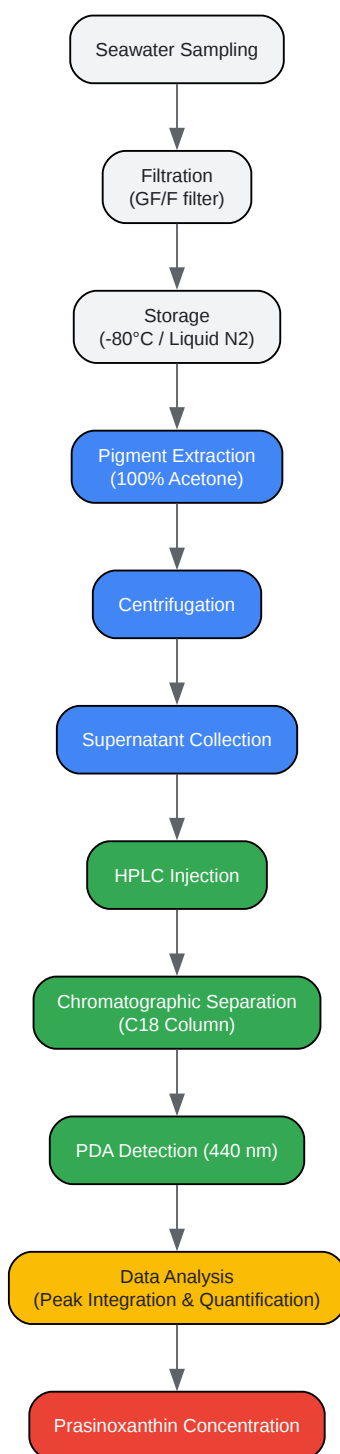 Seawater Sampling
Filtration
(GF/F filter)
Storage
(-80°C / Liquid N2)
Pigment Extraction
(100% Acetone)
Centrifugation
Supernatant Collection
HPLC Injection
Chromatographic Separation
(C18 Column)
PDA Detection (440 nm)
Data Analysis
(Peak Integration & Quantification)
Prasinoxanthin Concentration